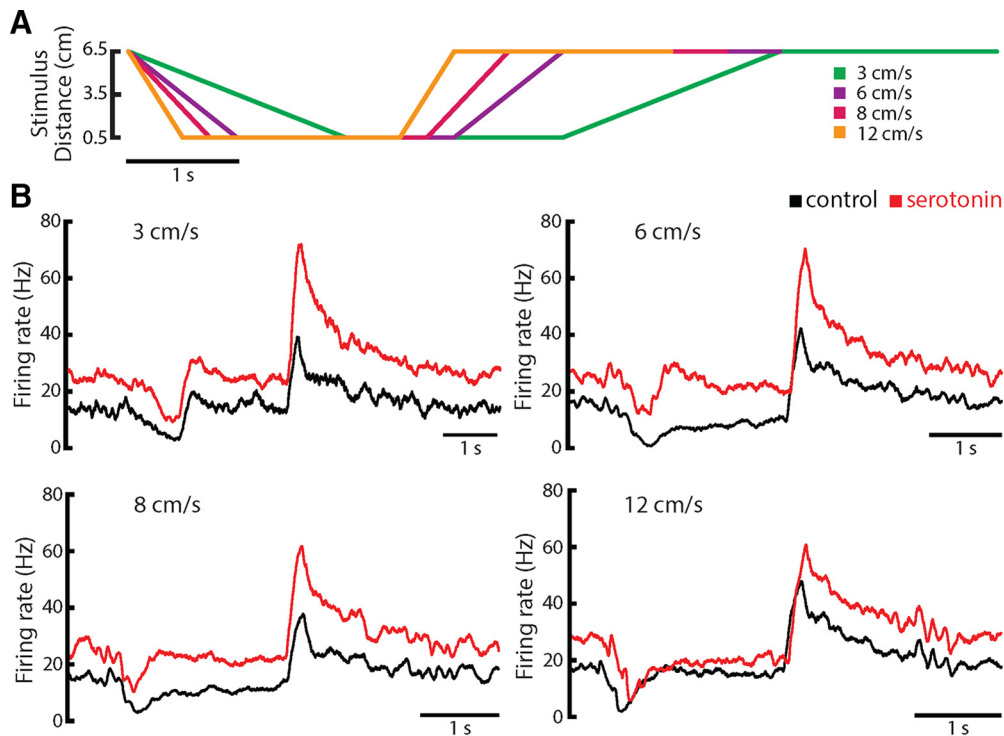 A
Stimulus
Distance (cm)
6.5
3.5
0.5
1 s
3 cm/s
6 cm/s
8 cm/s
12 cm/s
B
control
serotonin
Firing rate (Hz)
80
60
40
20
0
3 cm/s
1 s
Firing rate (Hz)
80
60
40
20
0
6 cm/s
1 s
Firing rate (Hz)
80
60
40
20
0
8 cm/s
1 s
Firing rate (Hz)
80
60
40
20
0
12 cm/s
1 s